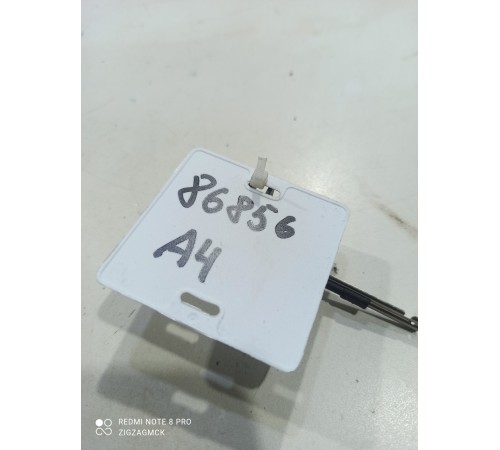 86856
A4
REDMI NOTE 8 PRO
ZIGZAGMCK